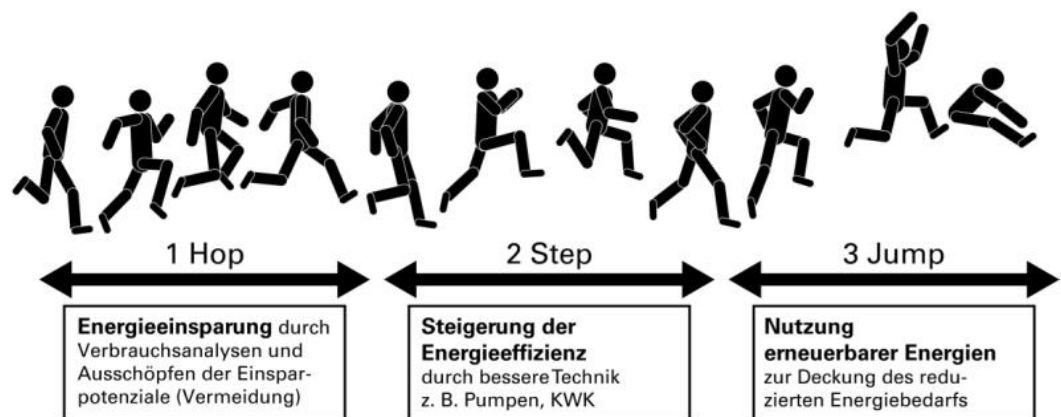 1 Hop
2 Step
3 Jump
Energieeinsparung durch
Verbrauchsanalysen und
Ausschöpfen der Einspar-
potenziale (Vermeidung)
Steigerung der
Energieeffizienz
durch bessere Technik
z. B. Pumpen, KWK
Nutzung
erneuerbarer Energien
zur Deckung des redu-
zierten Energiebedarfs